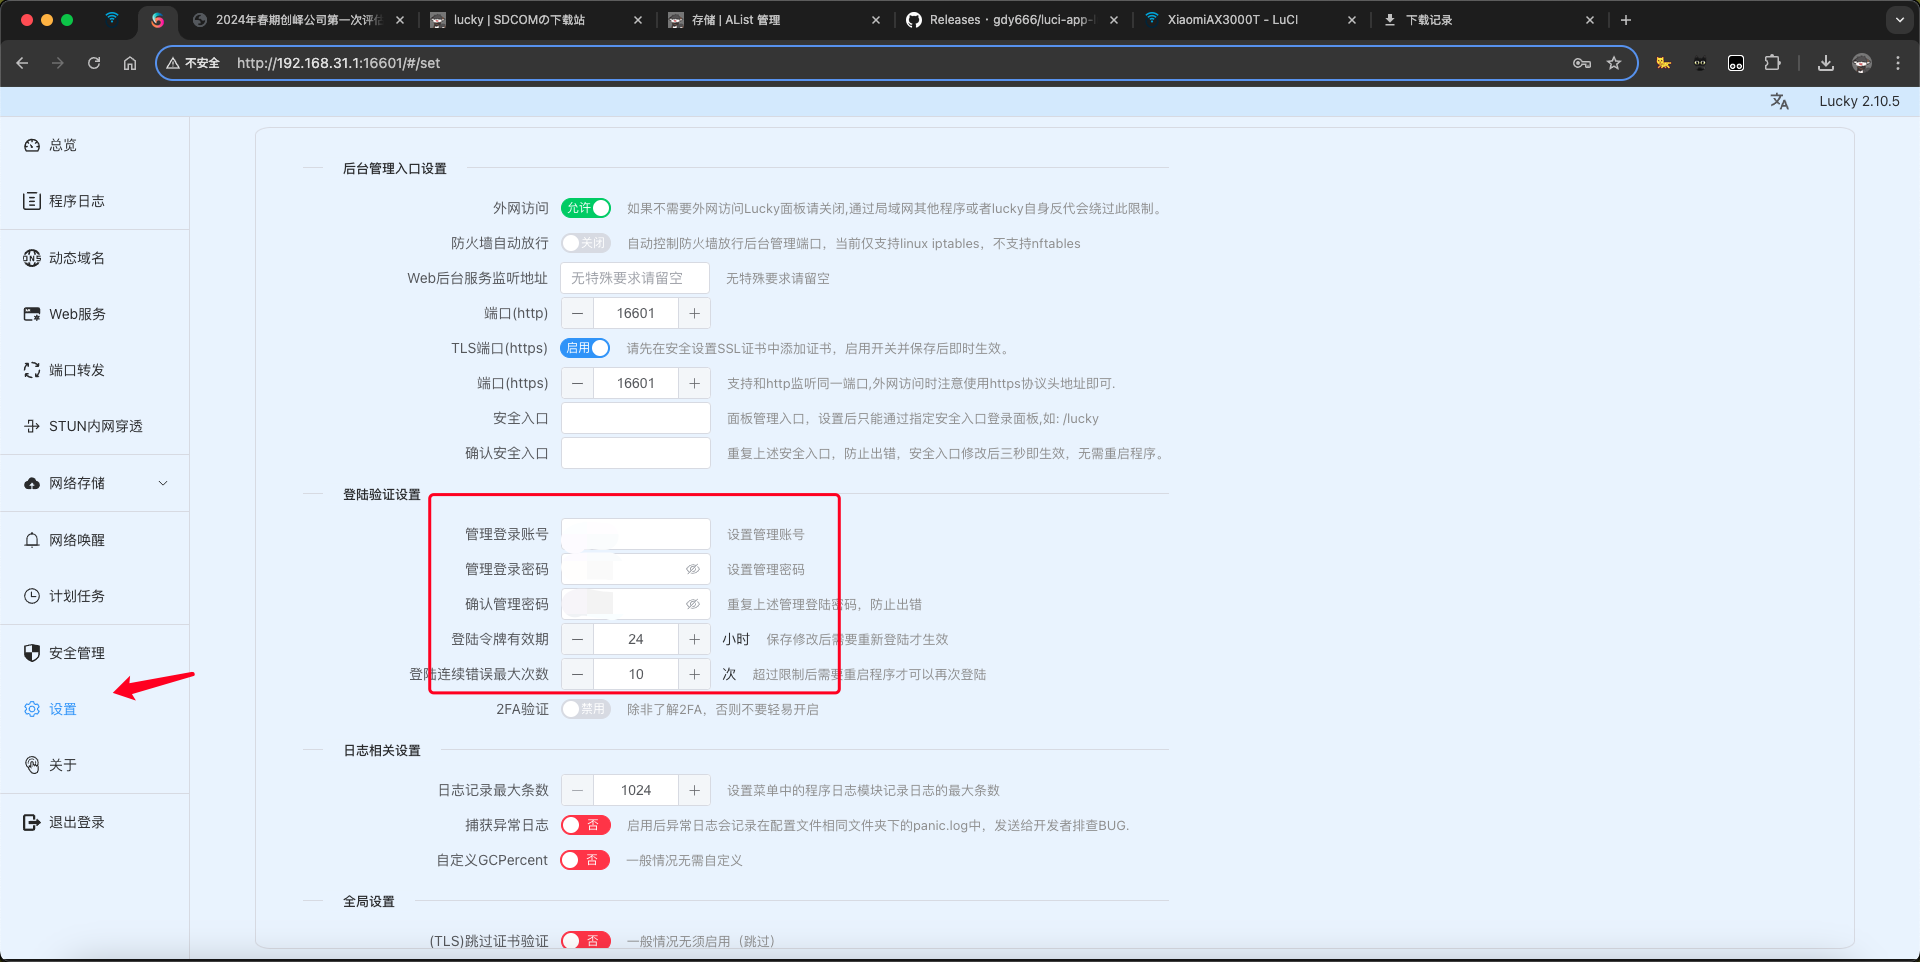 2024年春期创峄公司第一次评估
lucky | SDCOMの下载站
存储 | AList 管理
Releases · gdy666/luci-app-
XiaomiAX3000T - LuCI
下载记录
不安全 http://192.168.31.1:16601/#/set
Lucky 2.10.5
总览
程序日志
动态域名
Web服务
端口转发
STUN内网穿透
网络存储
网络唤醒
计划任务
安全管理
设置
关于
退出登录
后台管理入口设置
外网访问 允许 如果不需要外网访问Lucky面板请关闭,通过局域网其他程序或者lucky自身反代会绕过此限制。
防火墙自动放行 关闭 自动控制防火墙放行后台管理端口，当前仅支持linux iptables，不支持nftables
Web后台服务监听地址 无特殊要求请留空 无特殊要求请留空
端口(http) 16601
TLS端口(https) 启用 请先在安全设置SSL证书中添加证书，启用开关并保存后即时生效。
端口(https) 16601 支持和http监听同一端口,外网访问时注意使用https协议头地址即可.
安全入口 面板管理入口，设置后只能通过指定安全入口登录面板,如: /lucky
确认安全入口 重复上述安全入口，防止出错，安全入口修改后三秒即生效，无需重启程序。
登陆验证设置
管理登录账号 设置管理账号
管理登录密码 设置管理密码
确认管理密码 重复上述管理登陆密码，防止出错
登陆令牌有效期 24 小时 保存修改后需要重新登陆才生效
登陆连续错误最大次数 10 次 超过限制后需要重启程序才可以再次登陆
2FA验证 禁用 除非了解2FA，否则不要轻易开启
日志相关设置
日志记录最大条数 1024 设置菜单中的程序日志模块记录日志的最大条数
捕获异常日志 否 启用后异常日志会记录在配置文件相同文件夹下的panic.log中，发送给开发者排查BUG.
自定义GCPercent 否 一般情况无需自定义
全局设置
(TLS)跳过证书验证 否 一般情况无须启用（跳过）